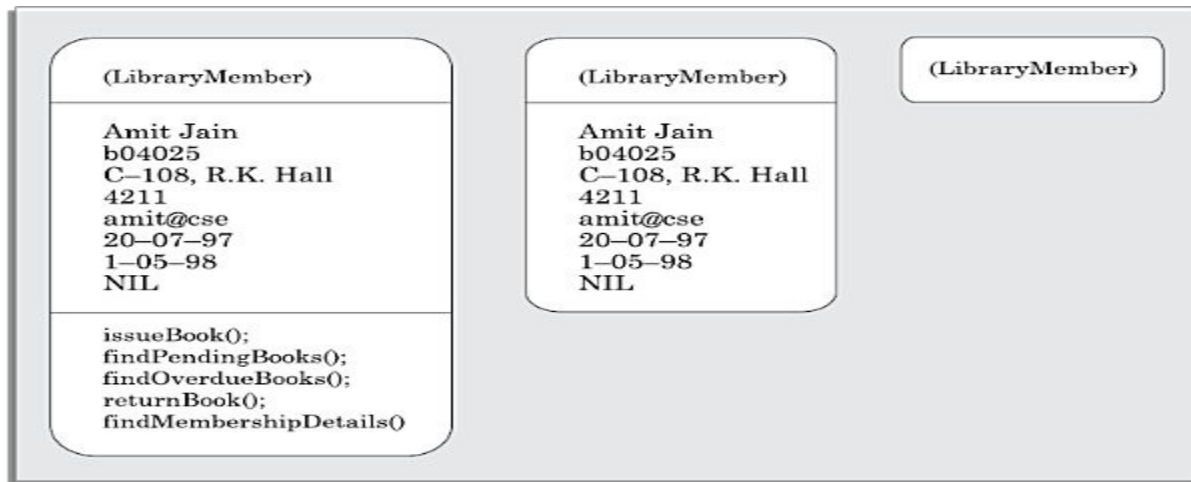 (LibraryMember)
Amit Jain
b04025
C–108, R.K. Hall
4211
amit@cse
20–07–97
1–05–98
NIL
issueBook();
findPendingBooks();
findOverdueBooks();
returnBook();
findMembershipDetails()
(LibraryMember)
Amit Jain
b04025
C–108, R.K. Hall
4211
amit@cse
20–07–97
1–05–98
NIL
(LibraryMember)